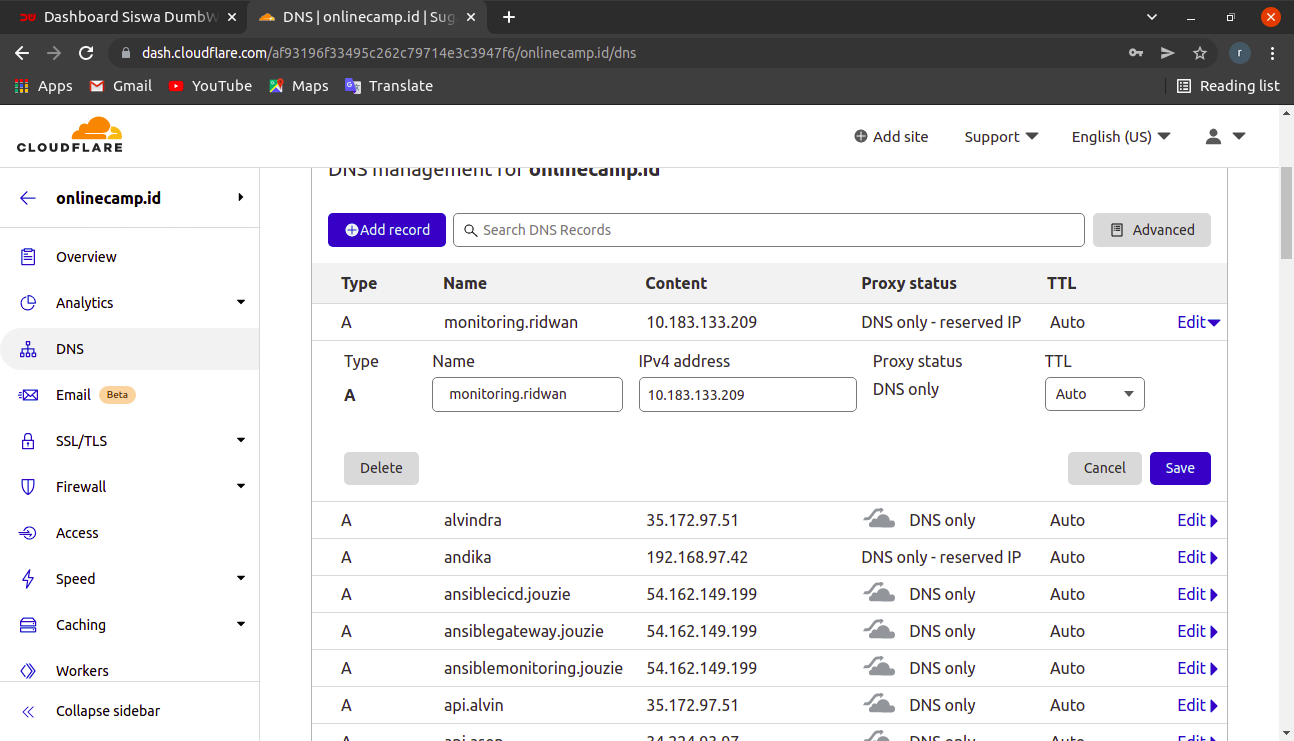 Dashboard Siswa DumbW
DNS | onlinecamp.id | Sug
dash.cloudflare.com/af93196f33495c262c79714e3c3947f6/onlinecamp.id/dns
r
Apps Gmail YouTube Maps Translate Reading list
CLOUDFLARE
Add site Support English (US)
onlinecamp.id
Overview
Analytics
DNS
Email Beta
SSL/TLS
Firewall
Access
Speed
Caching
Workers
Collapse sidebar
DNS management for onlinecamp.id
Add record Search DNS Records Advanced
Type Name Content Proxy status TTL
A monitoring.ridwan 10.183.133.209 DNS only - reserved IP Auto Edit
Type Name IPv4 address Proxy status TTL
A monitoring.ridwan 10.183.133.209 DNS only Auto
Delete Cancel Save
A alvindra 35.172.97.51 DNS only Auto Edit
A andika 192.168.97.42 DNS only - reserved IP Auto Edit
A ansiblecicd.jouzie 54.162.149.199 DNS only Auto Edit
A ansiblegateway.jouzie 54.162.149.199 DNS only Auto Edit
A ansiblemonitoring.jouzie 54.162.149.199 DNS only Auto Edit
A api.alvin 35.172.97.51 DNS only Auto Edit
A DNS only Auto Edit